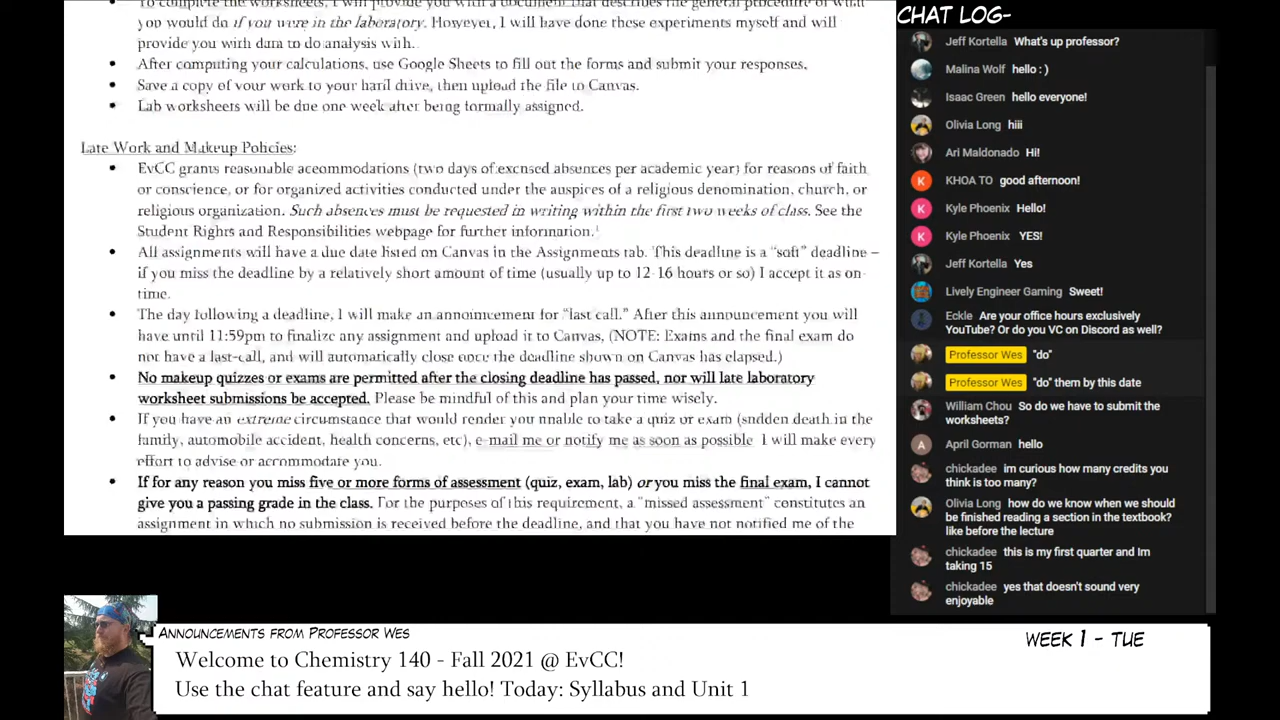 To complete the worksheets, I will provide you with a document that describes the general procedure of what
you would do if you were in the laboratory. However, I will have done these experiments myself and will
provide you with data to do analysis with.
After computing your calculations, use Google Sheets to fill out the forms and submit your responses.
Save a copy of your work to your hard drive, then upload the file to Canvas.
Lab worksheets will be due one week after being formally assigned.
Late Work and Makeup Policies:
EvCC grants reasonable accommodations (two days of excused absences per academic year) for reasons of faith
or conscience, or for organized activities conducted under the auspices of a religious denomination, church, or
religious organization. Such absences must be requested in writing within the first two weeks of class. See the
Student Rights and Responsibilities webpage for further information.¹
All assignments will have a due date listed on Canvas in the Assignments tab. This deadline is a “soft” deadline –
if you miss the deadline by a relatively short amount of time (usually up to 12-16 hours or so) I accept it as on-
time.
The day following a deadline, I will make an announcement for “last call.” After this announcement you will
have until 11:59pm to finalize any assignment and upload it to Canvas, (NOTE: Exams and the final exam do
not have a last-call, and will automatically close once the deadline shown on Canvas has elapsed.)
No makeup quizzes or exams are permitted after the closing deadline has passed, nor will late laboratory
worksheet submissions be accepted. Please be mindful of this and plan your time wisely.
If you have an extreme circumstance that would render you unable to take a quiz or exam (sudden death in the
family, automobile accident, health concerns, etc), e-mail me or notify me as soon as possible I will make every
effort to advise or accommodate you.
If for any reason you miss five or more forms of assessment (quiz, exam, lab) or you miss the final exam, I cannot
give you a passing grade in the class. For the purposes of this requirement, a “missed assessment” constitutes an
assignment in which no submission is received before the deadline, and that you have not notified me of the
CHAT LOG-
Jeff Kortella What's up professor?
Malina Wolf hello : )
Isaac Green hello everyone!
Olivia Long hiii
Ari Maldonado Hi!
K KHOA TO good afternoon!
K Kyle Phoenix Hello!
K Kyle Phoenix YES!
Jeff Kortella Yes
Lively Engineer Gaming Sweet!
Eckle Are your office hours exclusively
YouTube? Or do you VC on Discord as well?
Professor Wes "do"
Professor Wes "do" them by this date
William Chou So do we have to submit the
worksheets?
A April Gorman hello
chickadee im curious how many credits you
think is too many?
Olivia Long how do we know when we should
be finished reading a section in the textbook?
like before the lecture
chickadee this is my first quarter and Im
taking 15
chickadee yes that doesn't sound very
enjoyable
Announcements from Professor Wes
WEEK 1 - TUE
Welcome to Chemistry 140 - Fall 2021 @ EvCC!
Use the chat feature and say hello! Today: Syllabus and Unit 1